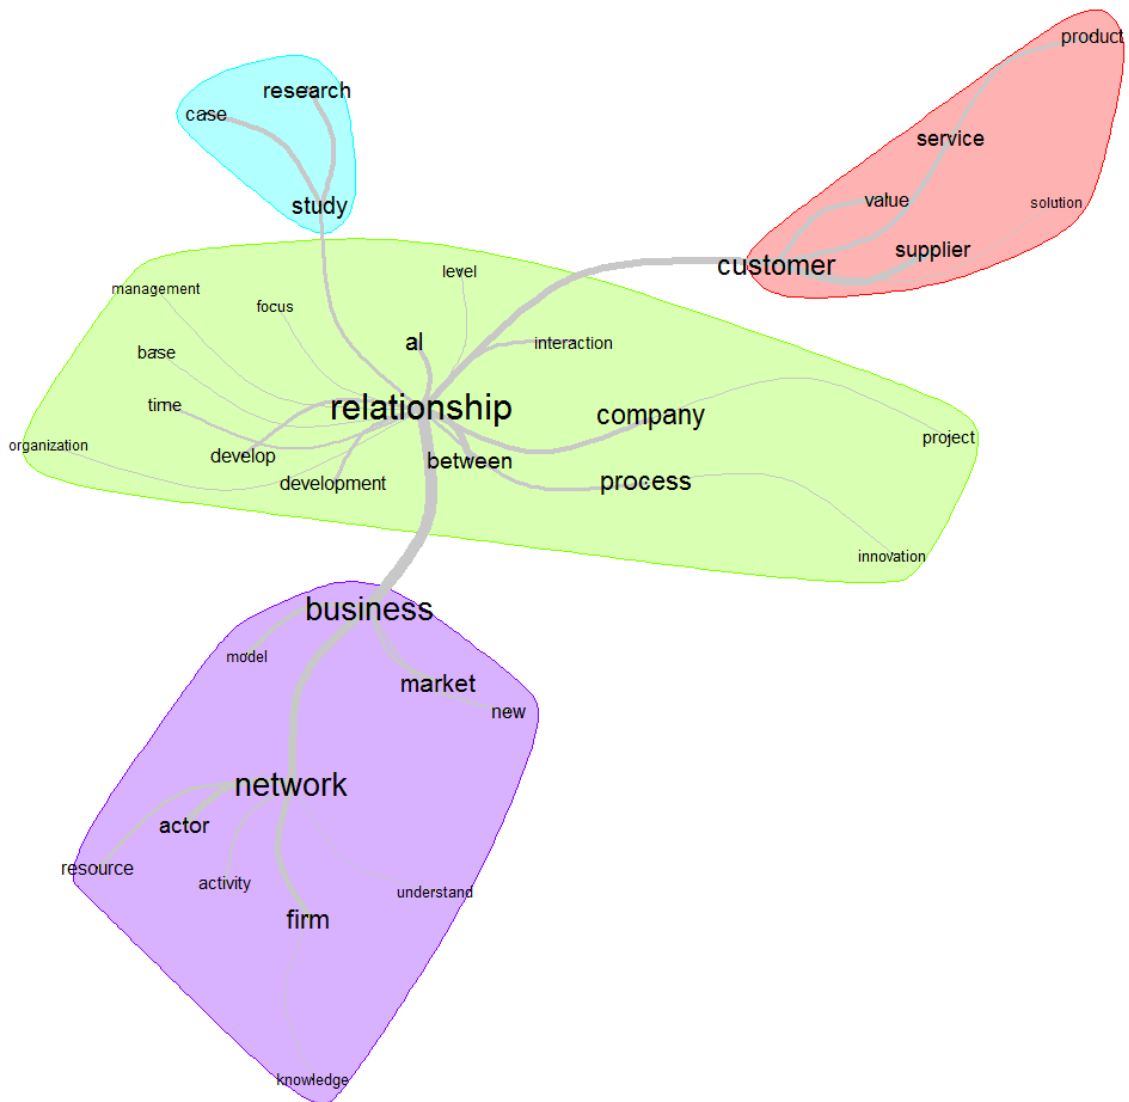 product
research
case
service
value
solution
study
supplier
customer
level
management
focus
al
interaction
base
time
relationship
company
project
organization
develop
between
development
process
innovation
business
model
market
new
network
actor
resource
activity
understand
firm
knowledge